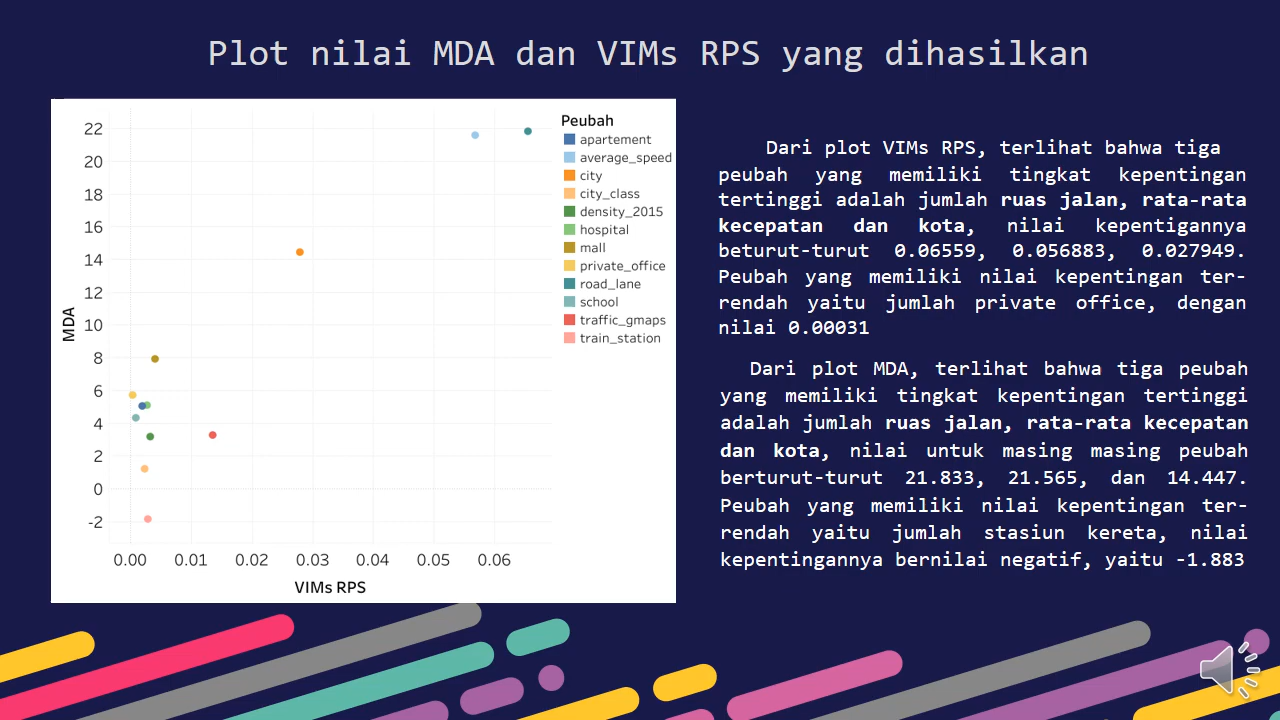 Plot nilai MDA dan VIMs RPS yang dihasilkan
Peubah
apartement
average_speed
city
city_class
density_2015
hospital
mall
private_office
road_lane
school
traffic_gmaps
train_station
22
20
18
16
14
12
10
8
6
4
2
0
-2
MDA
0.00 0.01 0.02 0.03 0.04 0.05 0.06
VIMs RPS
Dari plot VIMs RPS, terlihat bahwa tiga
peubah yang memiliki tingkat kepentingan
tertinggi adalah jumlah ruas jalan, rata-rata
kecepatan dan kota, nilai kepentigannya
beturut-turut 0.06559, 0.056883, 0.027949.
Peubah yang memiliki nilai kepentingan ter-
rendah yaitu jumlah private office, dengan
nilai 0.00031
Dari plot MDA, terlihat bahwa tiga peubah
yang memiliki tingkat kepentingan tertinggi
adalah jumlah ruas jalan, rata-rata kecepatan
dan kota, nilai untuk masing masing peubah
berturut-turut 21.833, 21.565, dan 14.447.
Peubah yang memiliki nilai kepentingan ter-
rendah yaitu jumlah stasiun kereta, nilai
kepentingannya bernilai negatif, yaitu -1.883